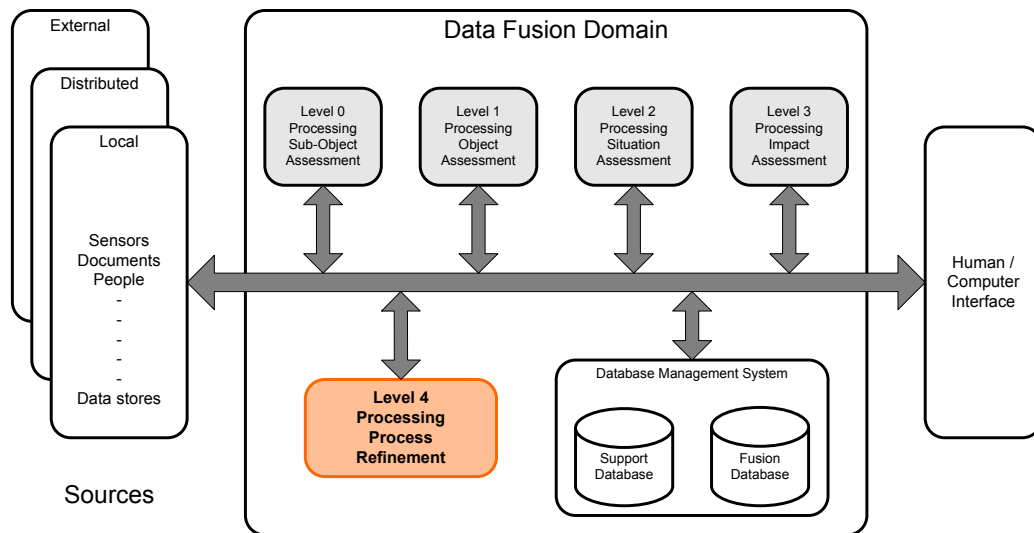 External
Distributed
Local
Sensors
Documents
People
-
-
-
-
-
Data stores
Sources
Data Fusion Domain
Level 0
Processing
Sub-Object
Assessment
Level 1
Processing
Object
Assessment
Level 2
Processing
Situation
Assessment
Level 3
Processing
Impact
Assessment
Level 4
Processing
Process
Refinement
Database Management System
Support
Database
Fusion
Database
Human /
Computer
Interface